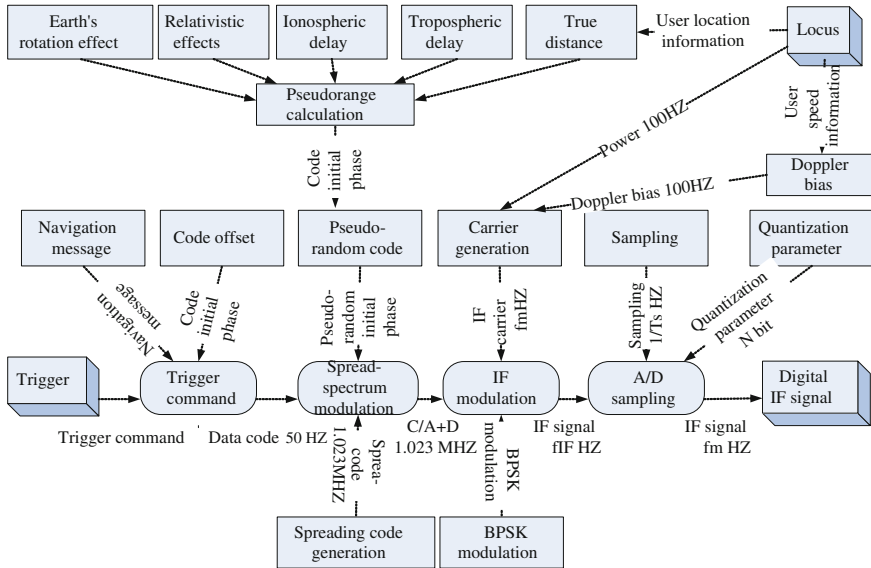 Earth's
rotation effect
Relativistic
effects
Ionospheric
delay
Tropospheric
delay
True
distance
User location
information
Locus
Pseudorange
calculation
User
speed
information
Power 100HZ
Code
initial
phase
Doppler
bias
Doppler bias 100HZ
Navigation
message
Code offset
Pseudo-
random code
Carrier
generation
Sampling
Quantization
parameter
Navigation
message
Code
initial
phase
Pseudo-
random
initial
phase
IF
carrier
fmHZ
Sampling
1/Ts HZ
Quantization
parameter
N bit
Trigger
Trigger
command
Spread-
spectrum
modulation
IF
modulation
A/D
sampling
Digital
IF signal
Trigger command
Data code 50 HZ
C/A+D
1.023 MHZ
IF signal
fIF HZ
IF signal
fm HZ
Sprea-
code
1.023MHZ
BPSK
modulation
Spreading code
generation
BPSK
modulation